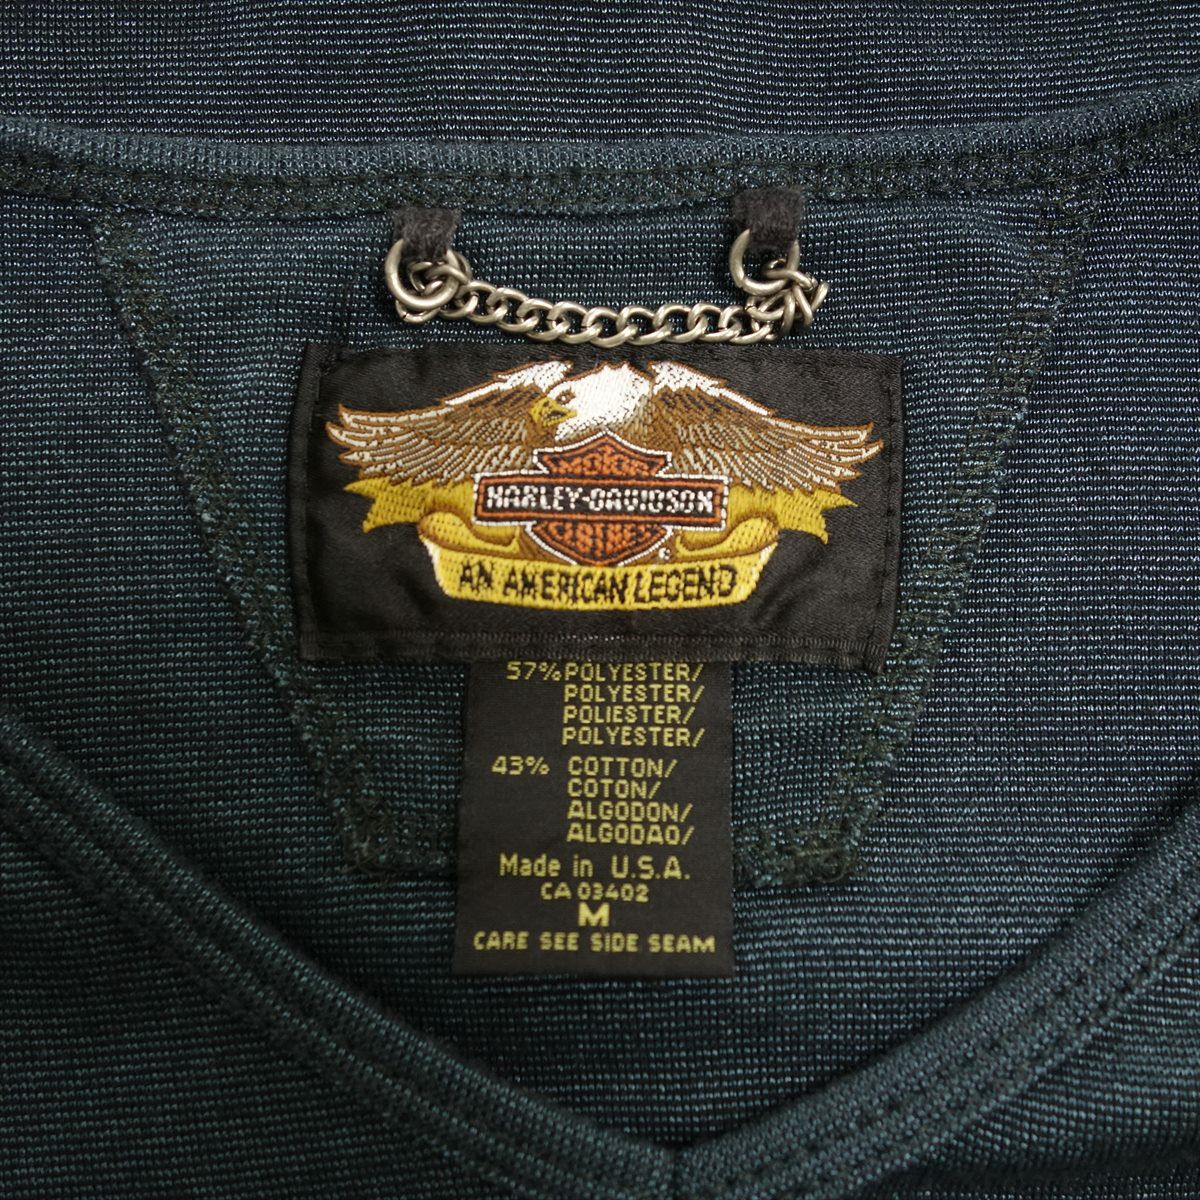 MOTOR
HARLEY-DAVIDSON
CYCLES
®
AN AMERICAN LEGEND
57% POLYESTER/
POLYESTER/
POLIESTER/
POLYESTER/
43% COTTON/
COTON/
ALGODON/
ALGODAO/
Made in U.S.A.
CA 03402
M
CARE SEE SIDE SEAM